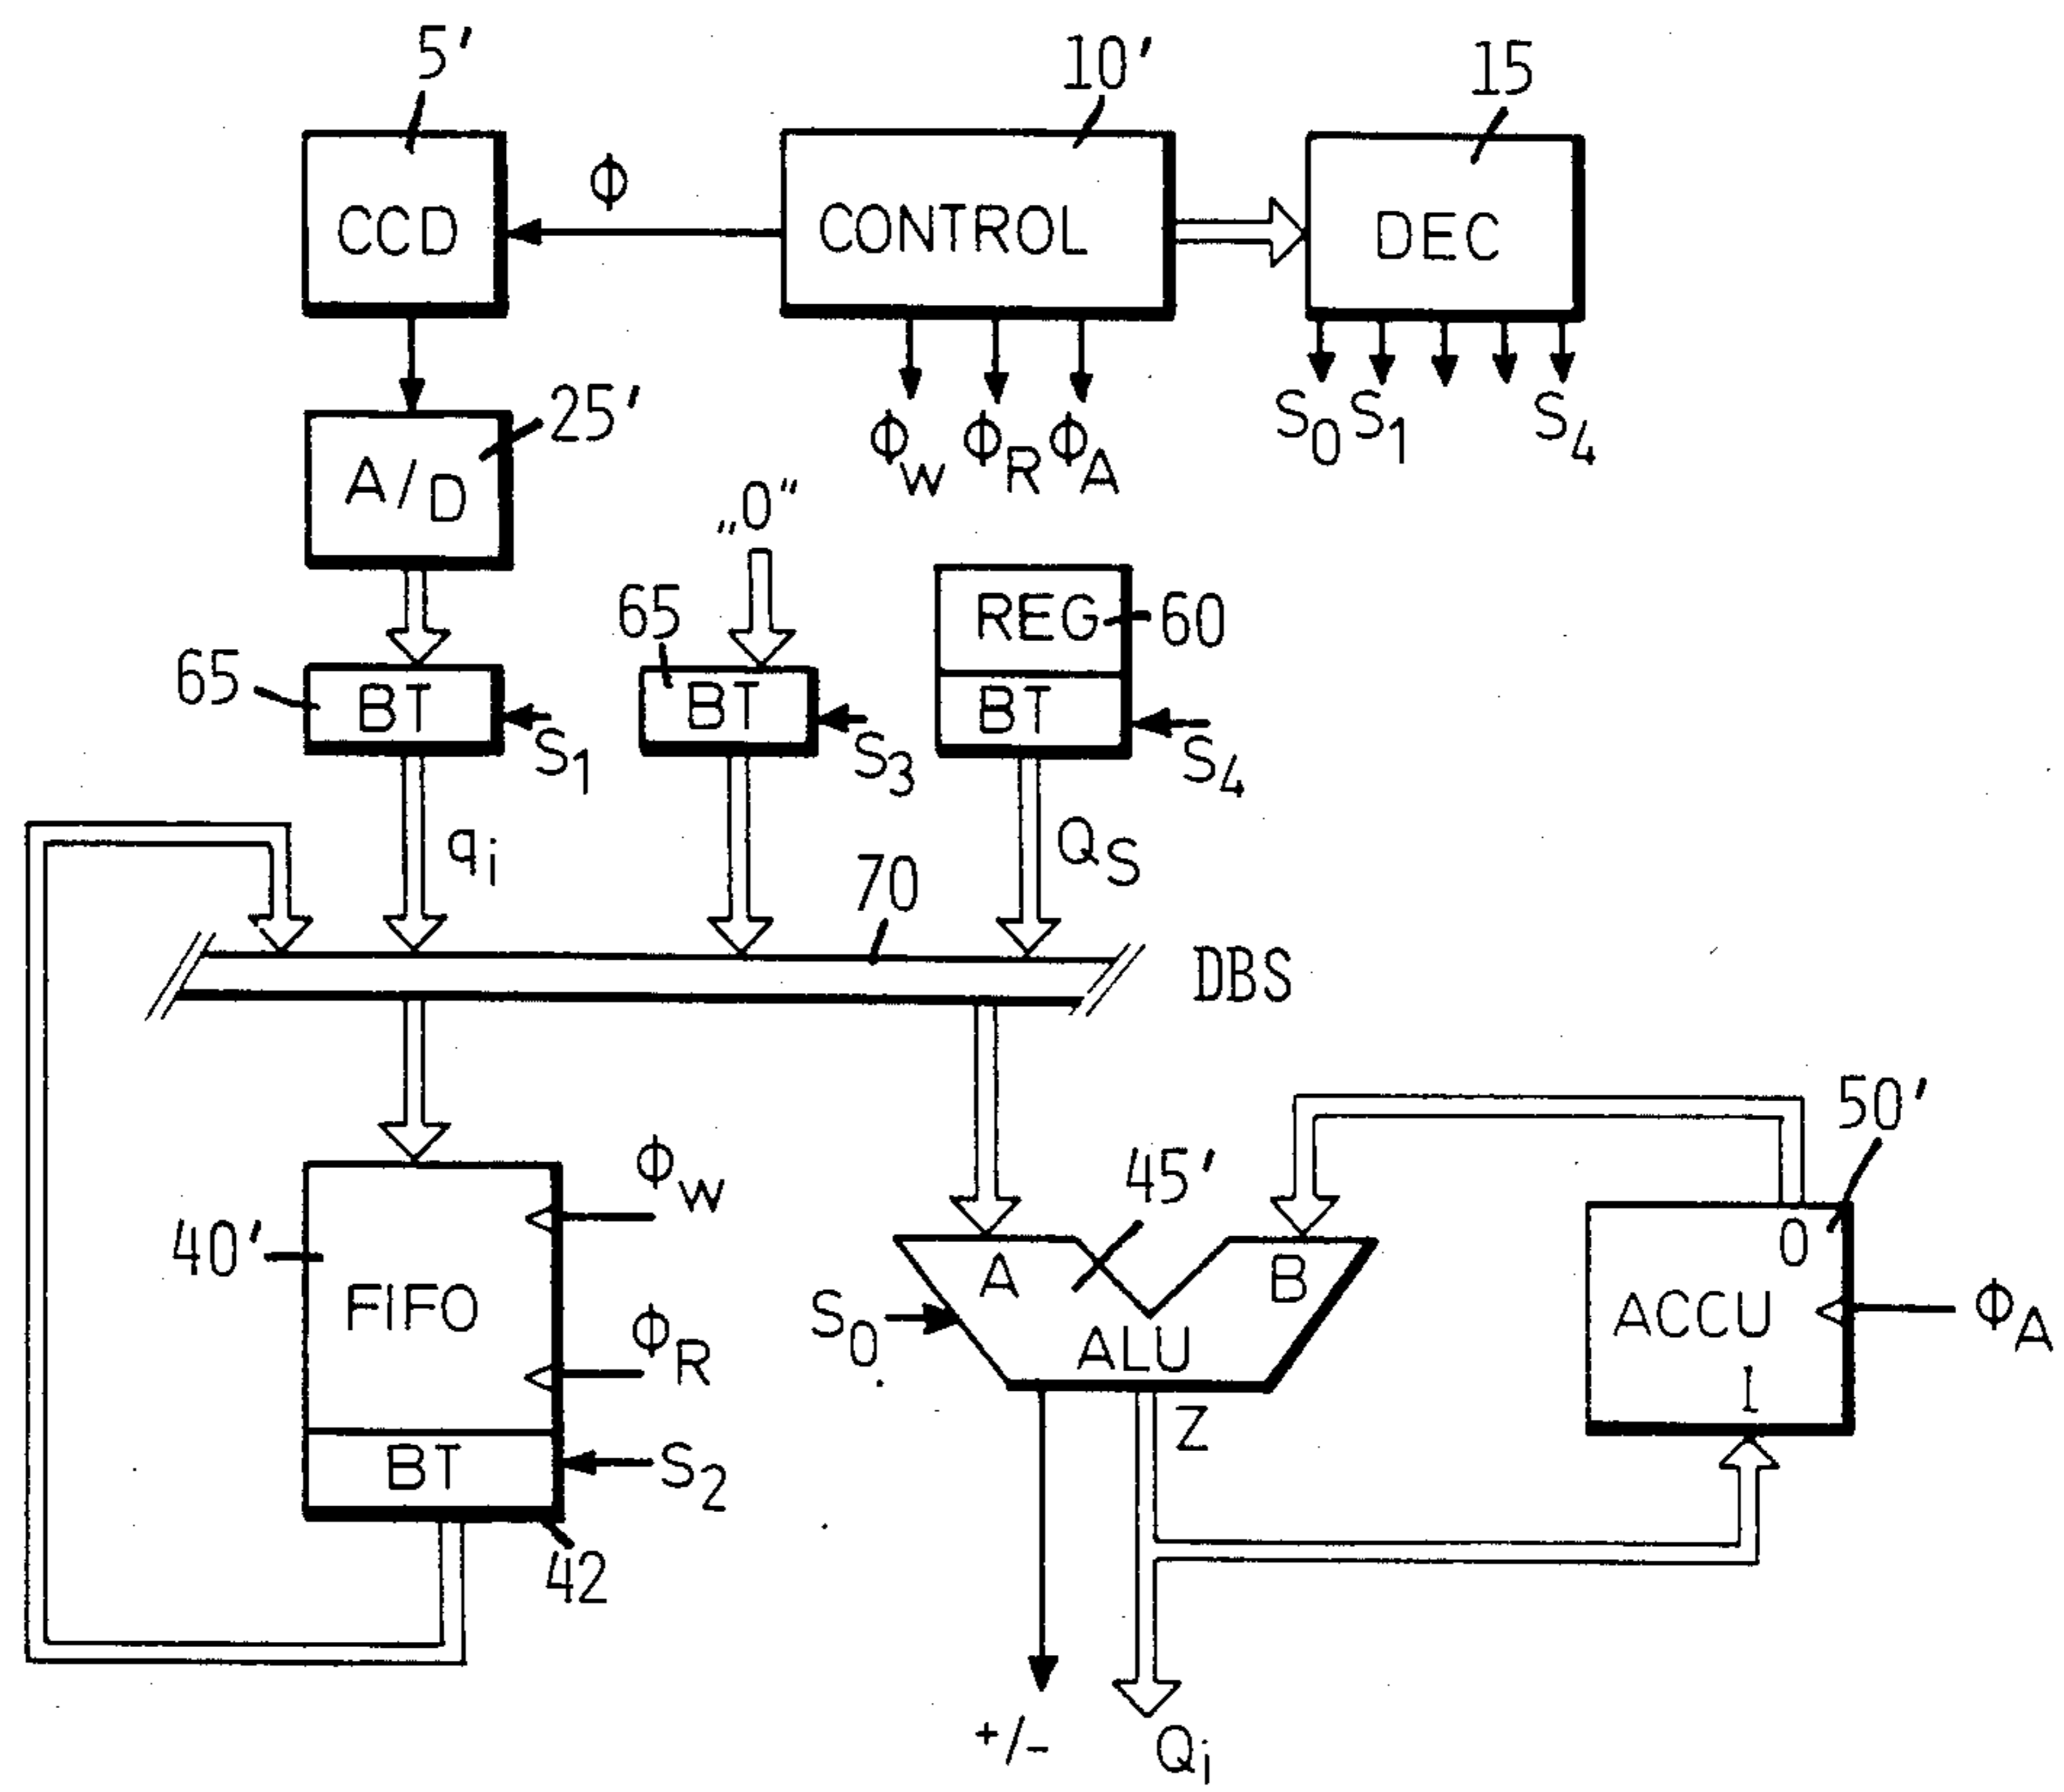 5'
10'
15
CCD
Φ
CONTROL
DEC
25'
A/D
ΦW
ΦR
ΦA
S0
S1
S4
„0“
65
BT
S1
65
BT
S3
REG
60
BT
S4
qi
QS
70
DBS
40'
FIFO
ΦW
ΦR
BT
S2
42
45'
A
B
S0
ALU
Z
50'
O
ACCU
I
ΦA
+/-
Qi